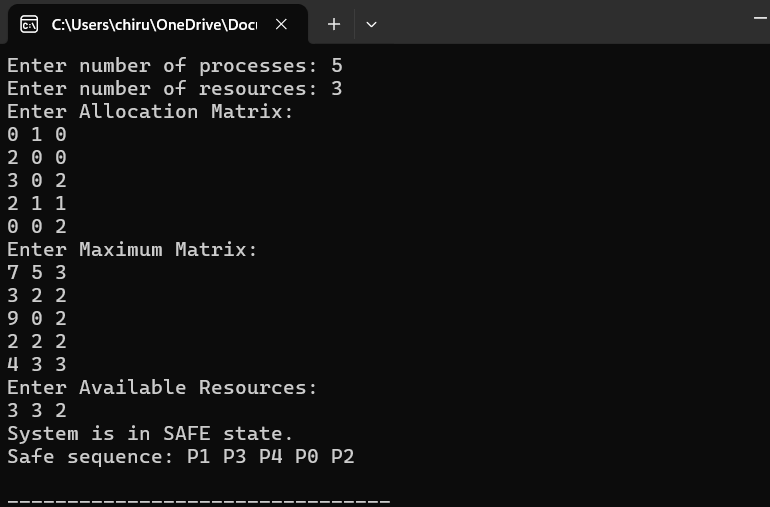 C:\Users\chiru\OneDrive\Docu
Enter number of processes: 5
Enter number of resources: 3
Enter Allocation Matrix:
0 1 0
2 0 0
3 0 2
2 1 1
0 0 2
Enter Maximum Matrix:
7 5 3
3 2 2
9 0 2
2 2 2
4 3 3
Enter Available Resources:
3 3 2
System is in SAFE state.
Safe sequence: P1 P3 P4 P0 P2
--------------------------------